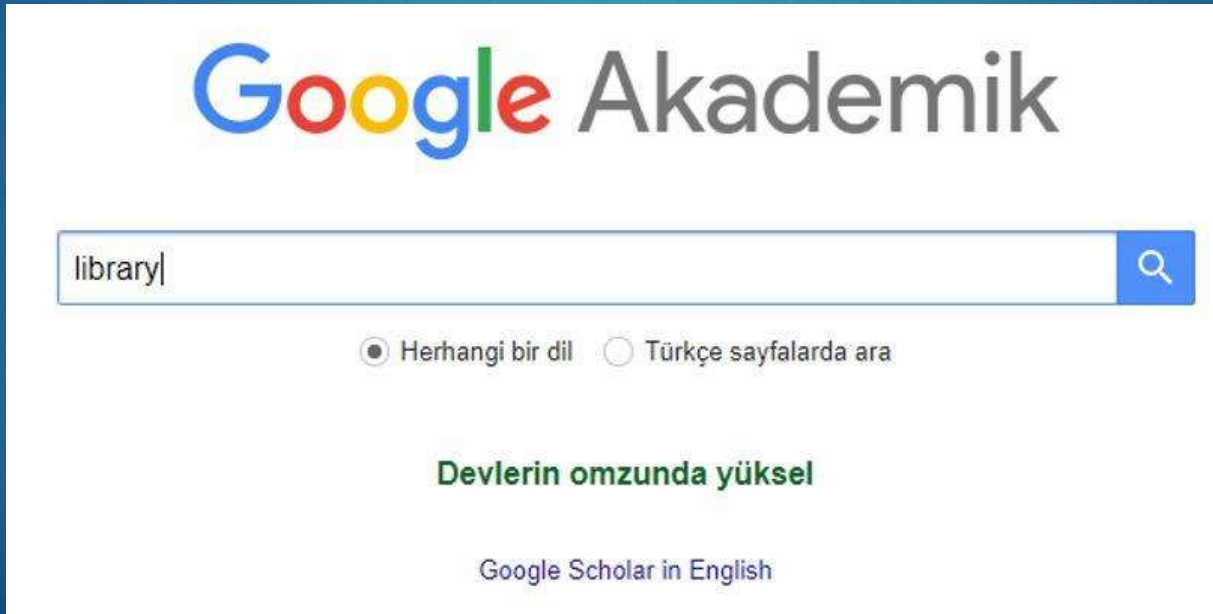 Google Akademik
library
Herhangi bir dil Türkçe sayfalarda ara
Devlerin omzunda yüksel
Google Scholar in English